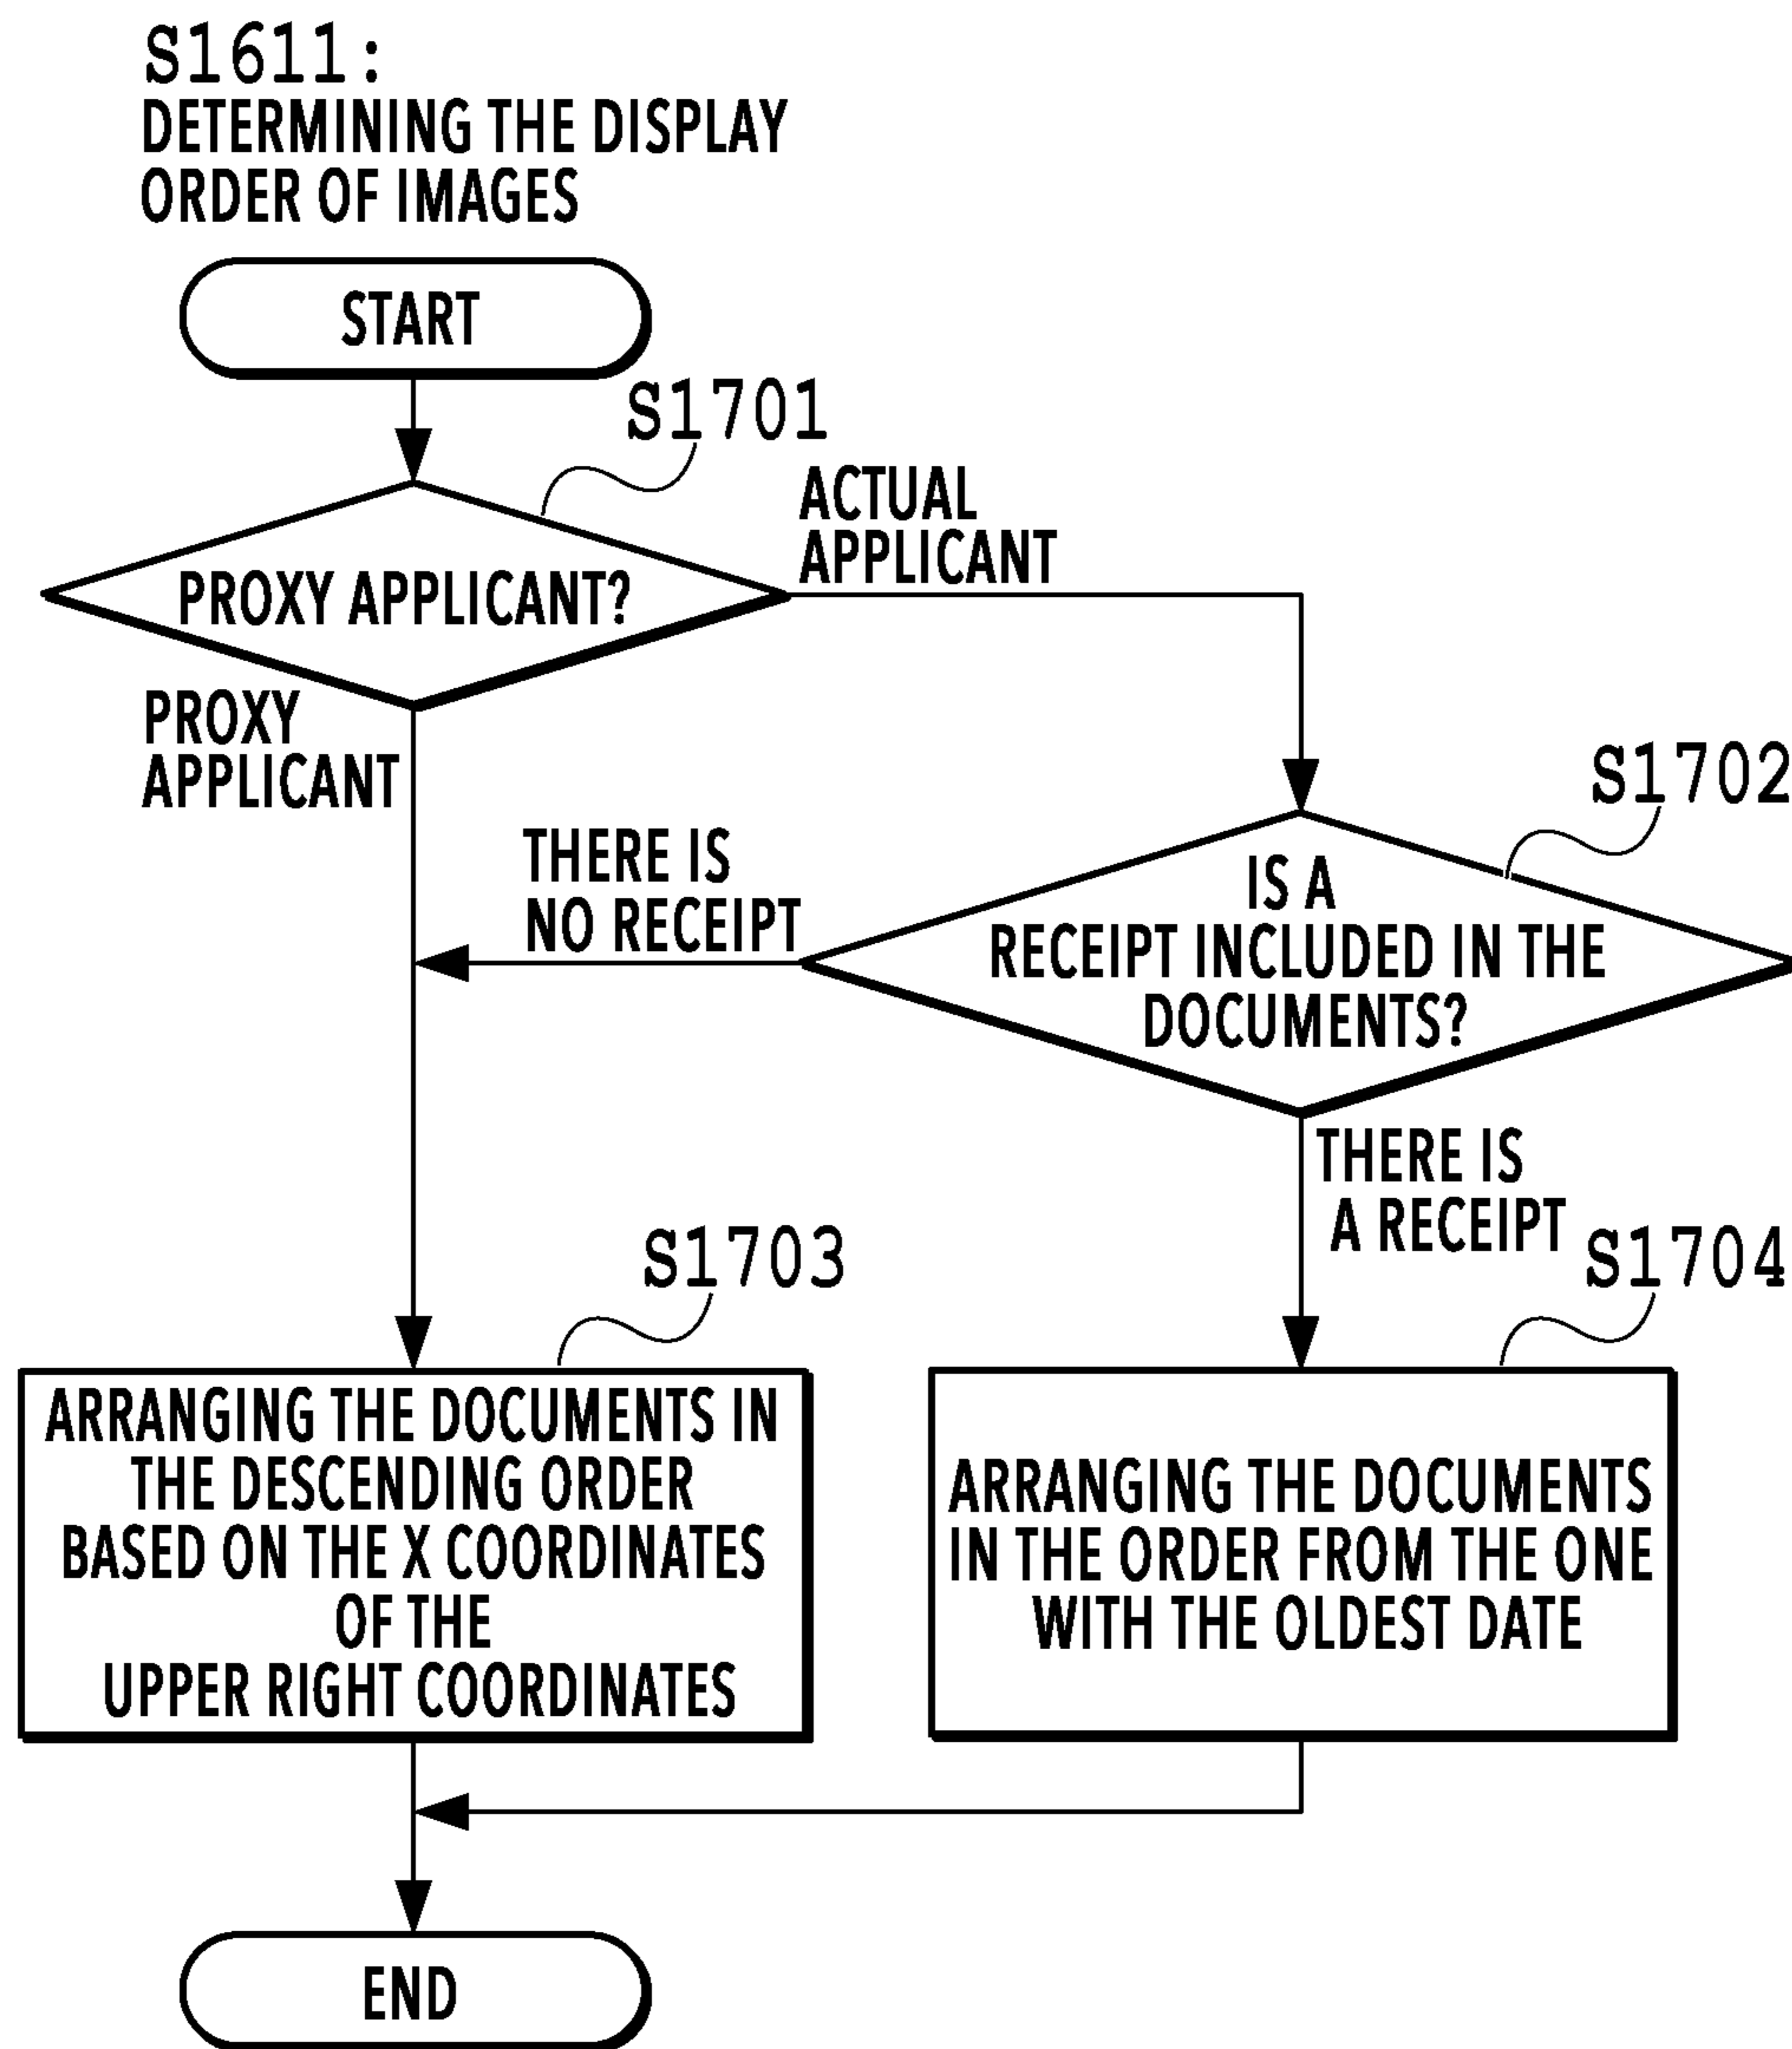 S1611:
DETERMINING THE DISPLAY
ORDER OF IMAGES
START
S1701
PROXY APPLICANT?
ACTUAL
APPLICANT
PROXY
APPLICANT
S1702
IS A
RECEIPT INCLUDED IN THE
DOCUMENTS?
THERE IS
NO RECEIPT
THERE IS
A RECEIPT
S1703
ARRANGING THE DOCUMENTS IN
THE DESCENDING ORDER
BASED ON THE X COORDINATES
OF THE
UPPER RIGHT COORDINATES
S1704
ARRANGING THE DOCUMENTS
IN THE ORDER FROM THE ONE
WITH THE OLDEST DATE
END